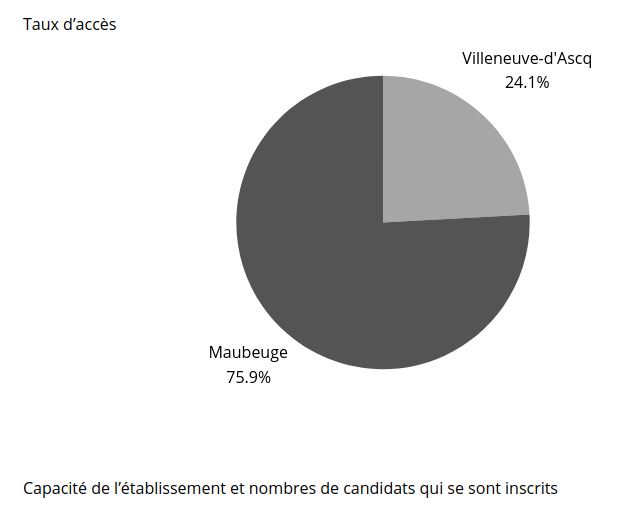 Taux d’accès
Villeneuve-d'Ascq
24.1%
Maubeuge
75.9%
Capacité de l’établissement et nombres de candidats qui se sont inscrits